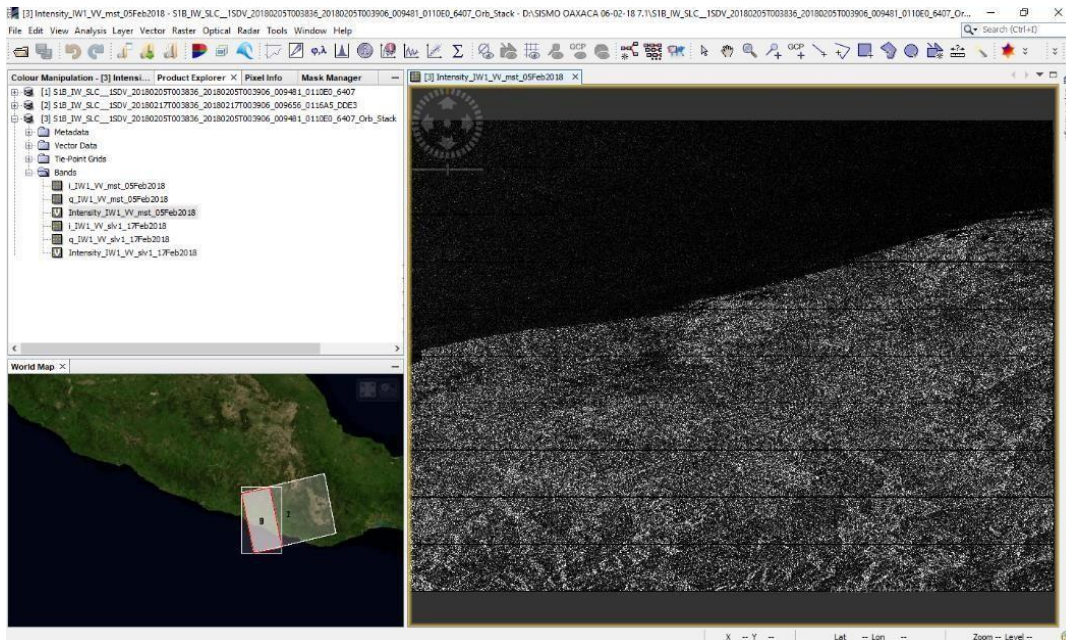 [3] Intensity_IW1_VV_mst_05Feb2018 - S1B_IW_SLC__1SDV_20180205T003836_20180205T003906_009481_0110E0_6407_Orb_Stack - D:\SISMO OAXACA 06-02-18 7.1\S1B_IW_SLC__1SDV_20180205T003836_20180205T003906_009481_0110E0_6407_Or...
File Edit View Analysis Layer Vector Raster Optical Radar Tools Window Help
Search (Ctrl+I)
GCP
GCP
Colour Manipulation - [3] Intensi... Product Explorer Pixel Info Mask Manager
[3] Intensity_IW1_VV_mst_05Feb2018
[1] S1B_IW_SLC__1SDV_20180205T003836_20180205T003906_009481_0110E0_6407
[2] S1B_IW_SLC__1SDV_20180217T003836_20180217T003906_009656_0116A5_DDE3
[3] S1B_IW_SLC__1SDV_20180205T003836_20180205T003906_009481_0110E0_6407_Orb_Stack
Metadata
Vector Data
Tie-Point Grids
Bands
i_IW1_VV_mst_05Feb2018
q_IW1_VV_mst_05Feb2018
Intensity_IW1_VV_mst_05Feb2018
i_IW1_VV_slv1_17Feb2018
q_IW1_VV_slv1_17Feb2018
Intensity_IW1_VV_slv1_17Feb2018
World Map
X -- Y -- Lat -- Lon -- Zoom -- Level --